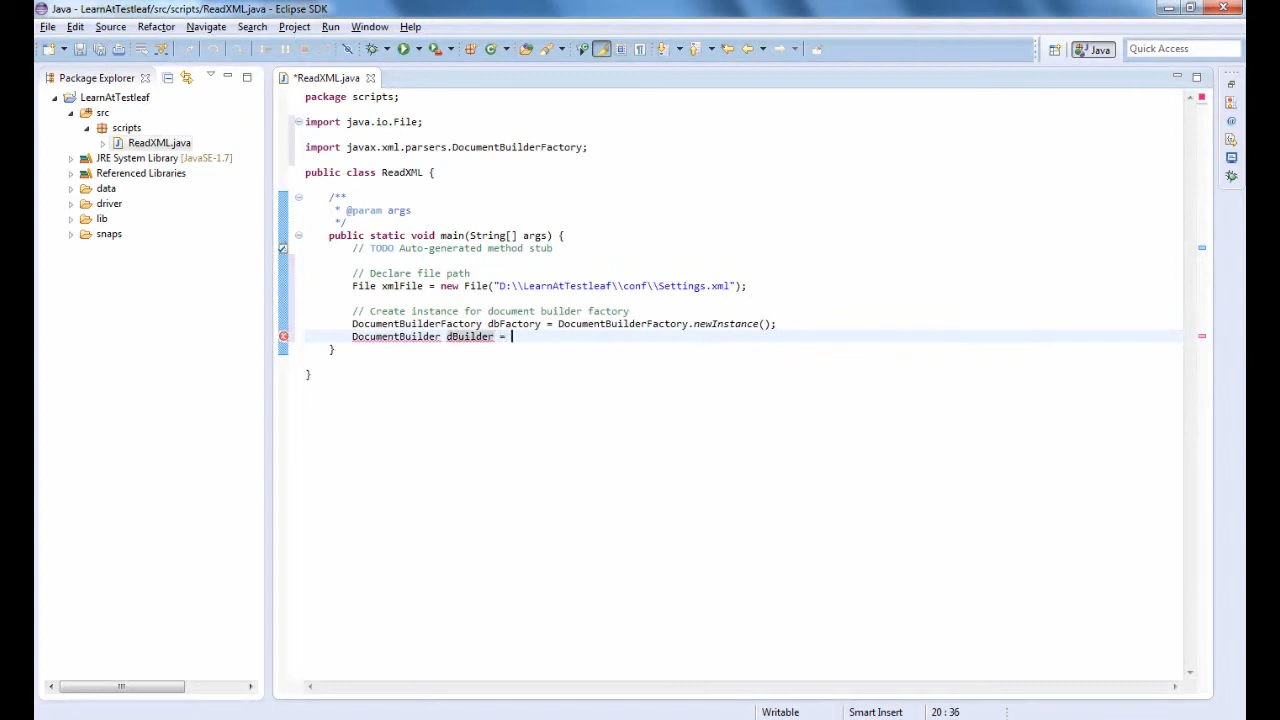 Java - LearnAtTestleaf/src/scripts/ReadXML.java - Eclipse SDK
File Edit Source Refactor Navigate Search Project Run Window Help
Java
Quick Access
Package Explorer
LearnAtTestleaf
src
scripts
ReadXML.java
JRE System Library [JavaSE-1.7]
Referenced Libraries
data
driver
lib
snaps
*ReadXML.java
package scripts;
import java.io.File;
import javax.xml.parsers.DocumentBuilderFactory;
public class ReadXML {
/**
* @param args
*/
public static void main(String[] args) {
// TODO Auto-generated method stub
// Declare file path
File xmlFile = new File("D:\\LearnAtTestleaf\\conf\\Settings.xml");
// Create instance for document builder factory
DocumentBuilderFactory dbFactory = DocumentBuilderFactory.newInstance();
DocumentBuilder dBuilder =
}
}
Writable
Smart Insert
20 : 36